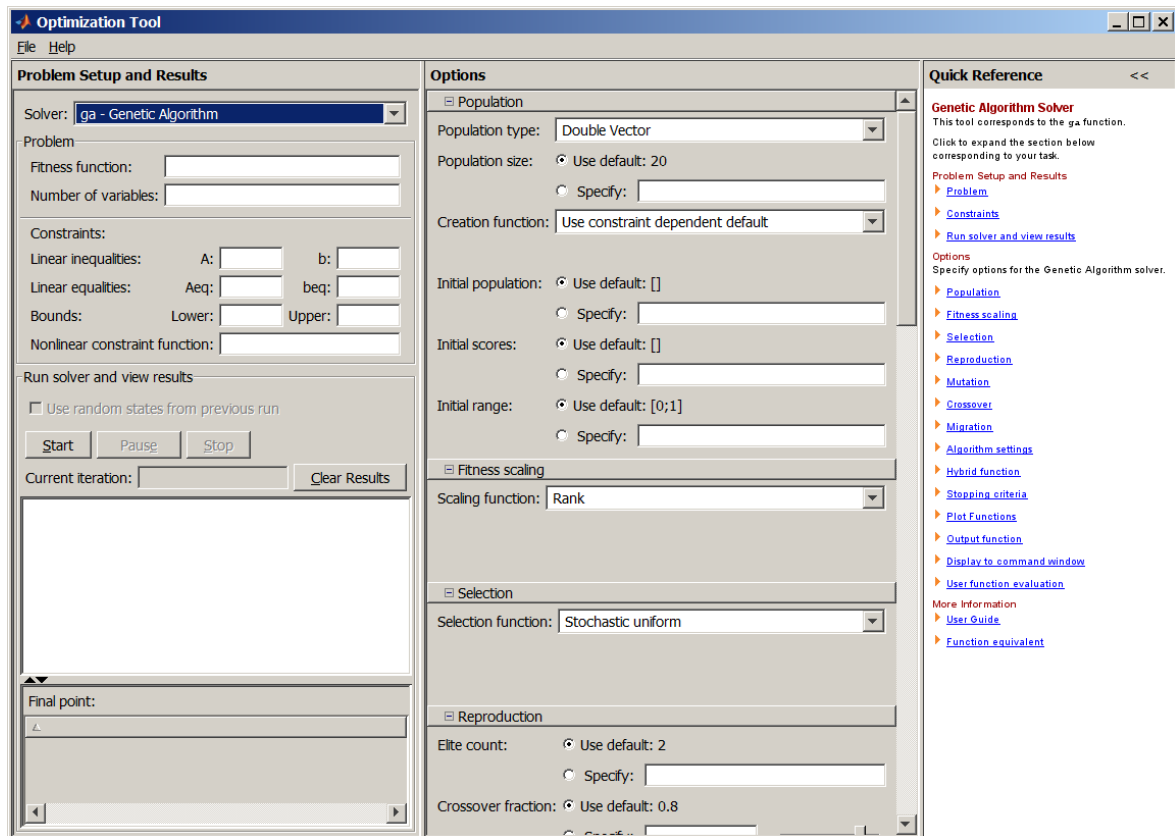 Optimization Tool
File Help
Problem Setup and Results
Solver: ga - Genetic Algorithm
Problem
Fitness function:
Number of variables:
Constraints:
Linear inequalities: A: b:
Linear equalities: Aeq: beq:
Bounds: Lower: Upper:
Nonlinear constraint function:
Run solver and view results
Use random states from previous run
Start Pause Stop
Current iteration: Clear Results
Final point:
Options
Population
Population type: Double Vector
Population size: Use default: 20
Specify:
Creation function: Use constraint dependent default
Initial population: Use default: []
Specify:
Initial scores: Use default: []
Specify:
Initial range: Use default: [0;1]
Specify:
Fitness scaling
Scaling function: Rank
Selection
Selection function: Stochastic uniform
Reproduction
Elite count: Use default: 2
Specify:
Crossover fraction: Use default: 0.8
Specify:
Quick Reference <<
Genetic Algorithm Solver
This tool corresponds to the ga function.
Click to expand the section below
corresponding to your task.
Problem Setup and Results
Problem
Constraints
Run solver and view results
Options
Specify options for the Genetic Algorithm solver.
Population
Fitness scaling
Selection
Reproduction
Mutation
Crossover
Migration
Algorithm settings
Hybrid function
Stopping criteria
Plot Functions
Output function
Display to command window
User function evaluation
More Information
User Guide
Function equivalent